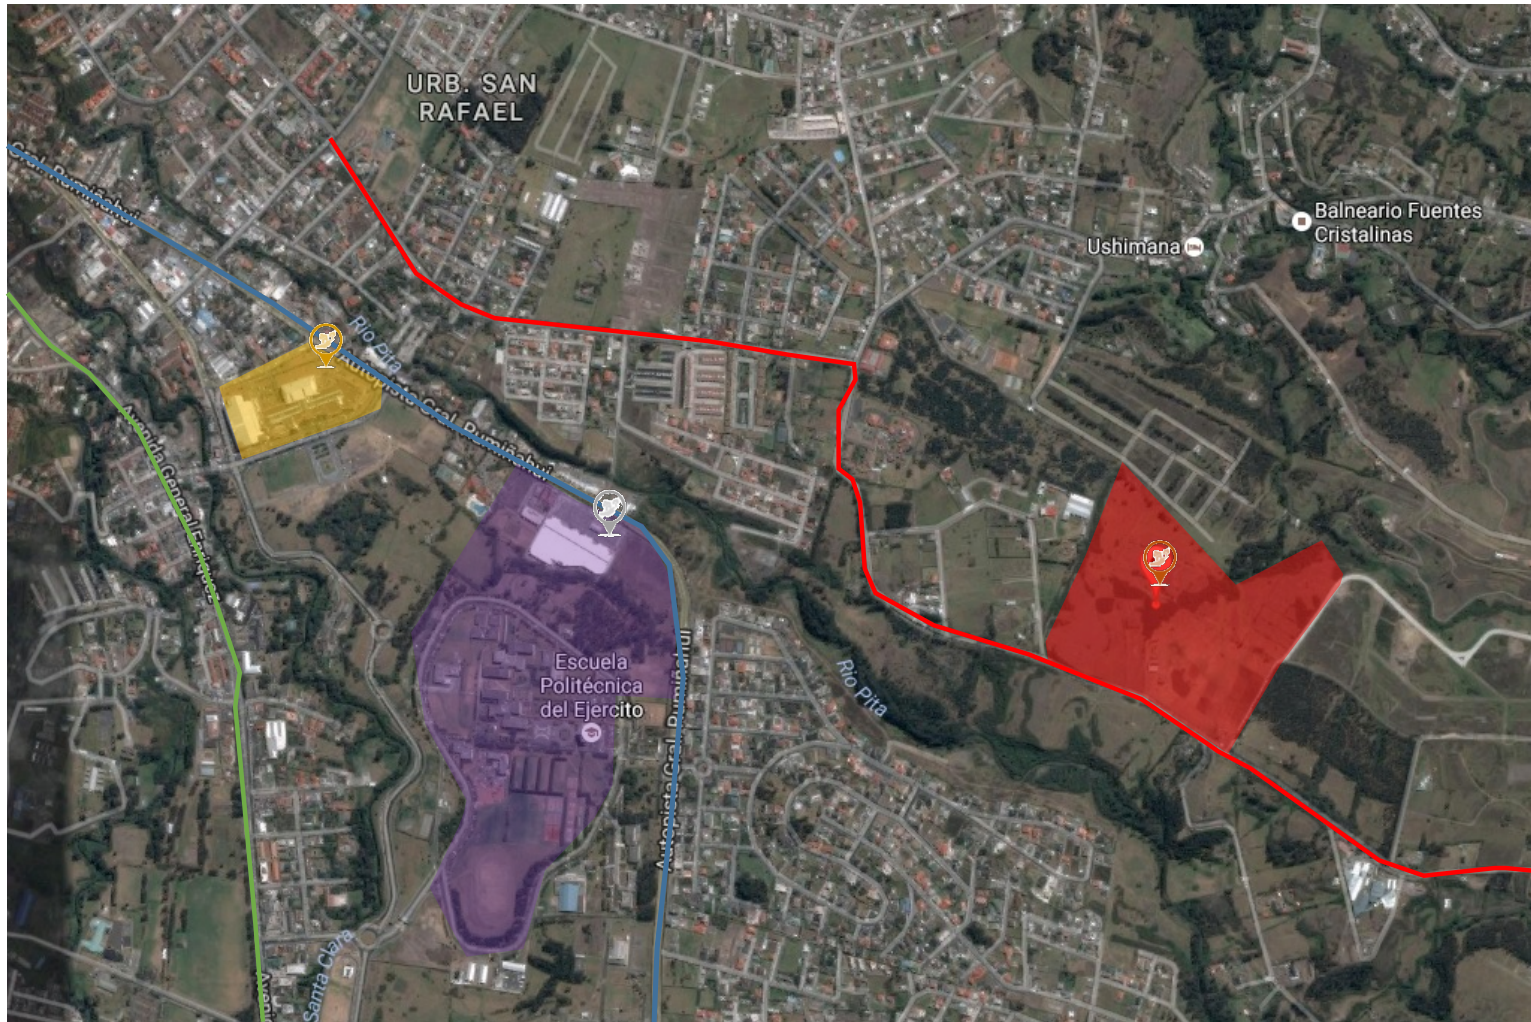 URB. SAN
RAFAEL
Gral. Rumiñahui
Balneario Fuentes
Cristalinas
Ushimana
Río Pita
Autopista Gral. Rumiñahui
Avenida General Enríquez
Escuela
Politécnica
del Ejercito
Río Pita
Autopista Gral. Rumiñahui
Santa Clara